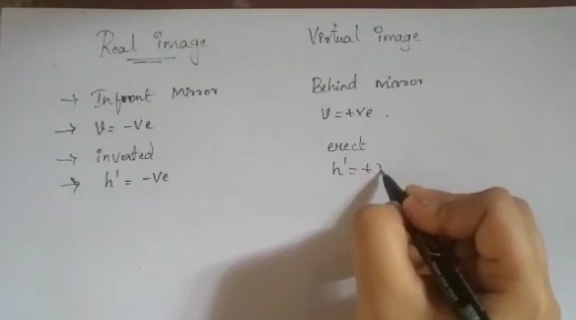 Real image
→ Infront Mirror
→ v = -ve
→ inverted
→ h' = -ve
Virtual image
Behind mirror
v = +ve .
erect
h' = +